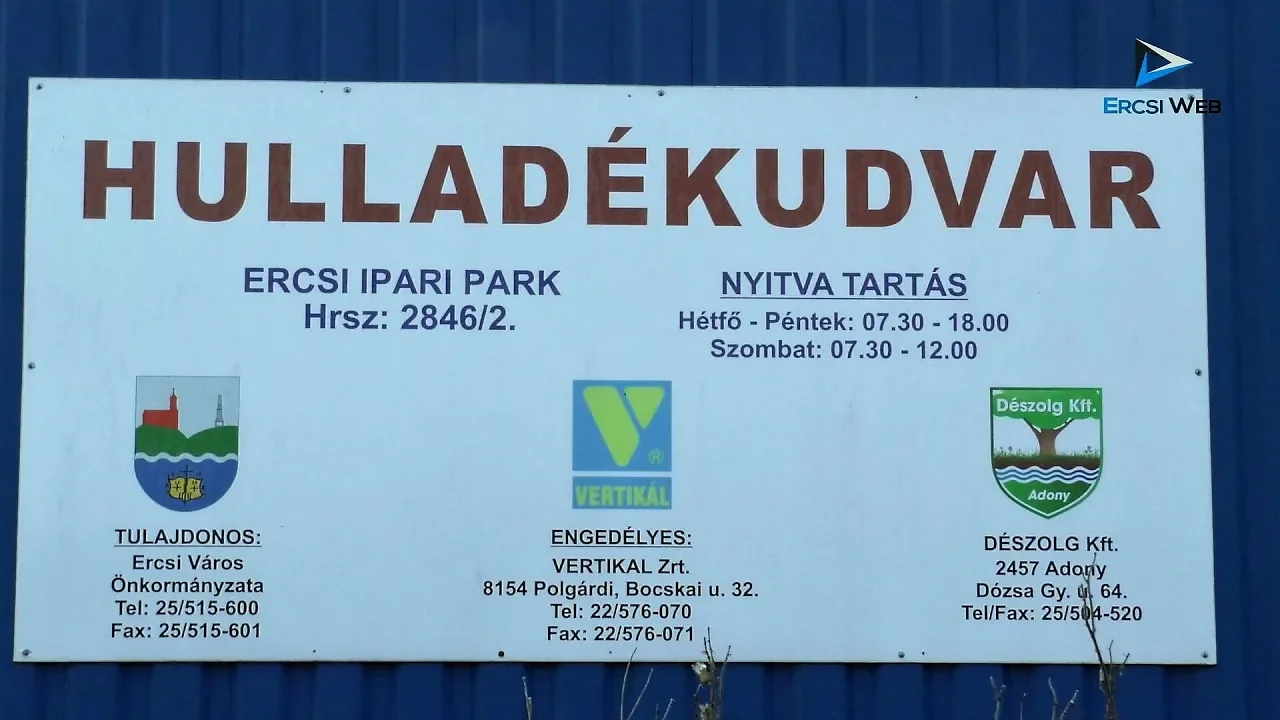 ERCSI WEB
HULLADÉKUDVAR
ERCSI IPARI PARK
Hrsz: 2846/2.
NYITVA TARTÁS
Hétfő - Péntek: 07.30 - 18.00
Szombat: 07.30 - 12.00
V®
VERTIKÁL
Dészolg Kft.
Adony
TULAJDONOS:
Ercsi Város
Önkormányzata
Tel: 25/515-600
Fax: 25/515-601
ENGEDÉLYES:
VERTIKAL Zrt.
8154 Polgárdi, Bocskai u. 32.
Tel: 22/576-070
Fax: 22/576-071
DÉSZOLG Kft.
2457 Adony
Dózsa Gy. u. 64.
Tel/Fax: 25/504-520